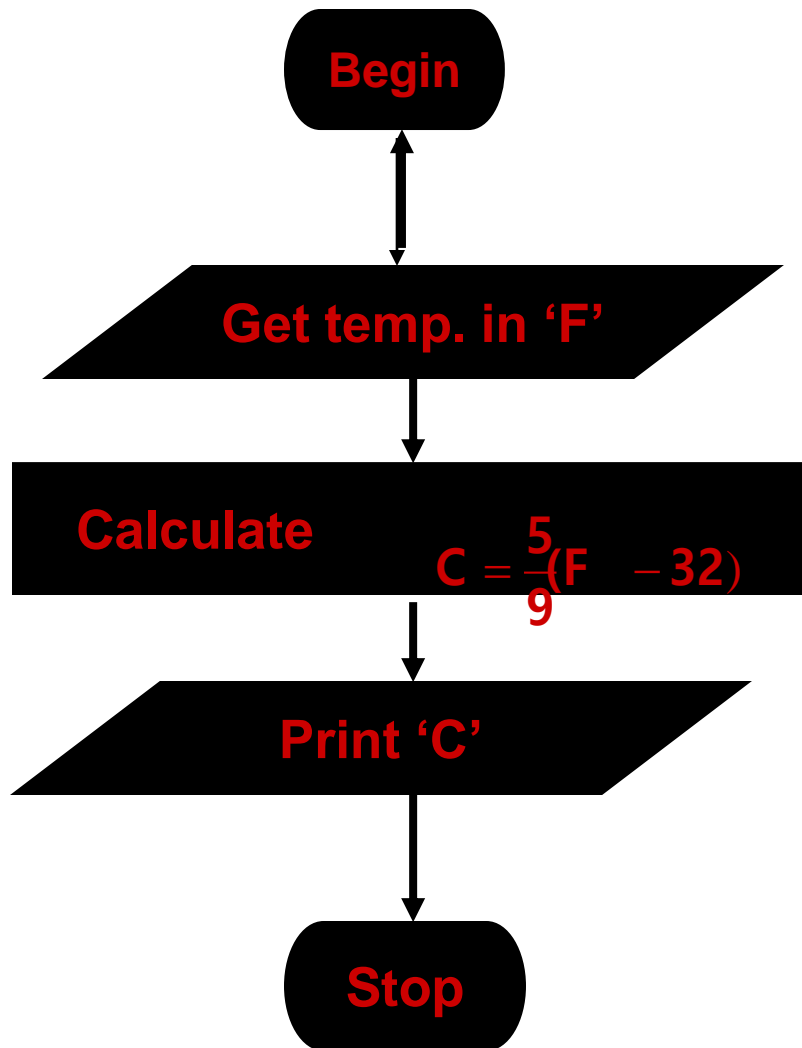 Begin
Get temp. in ‘F’
Calculate
C = 5/9 (F − 32)
Print ‘C’
Stop